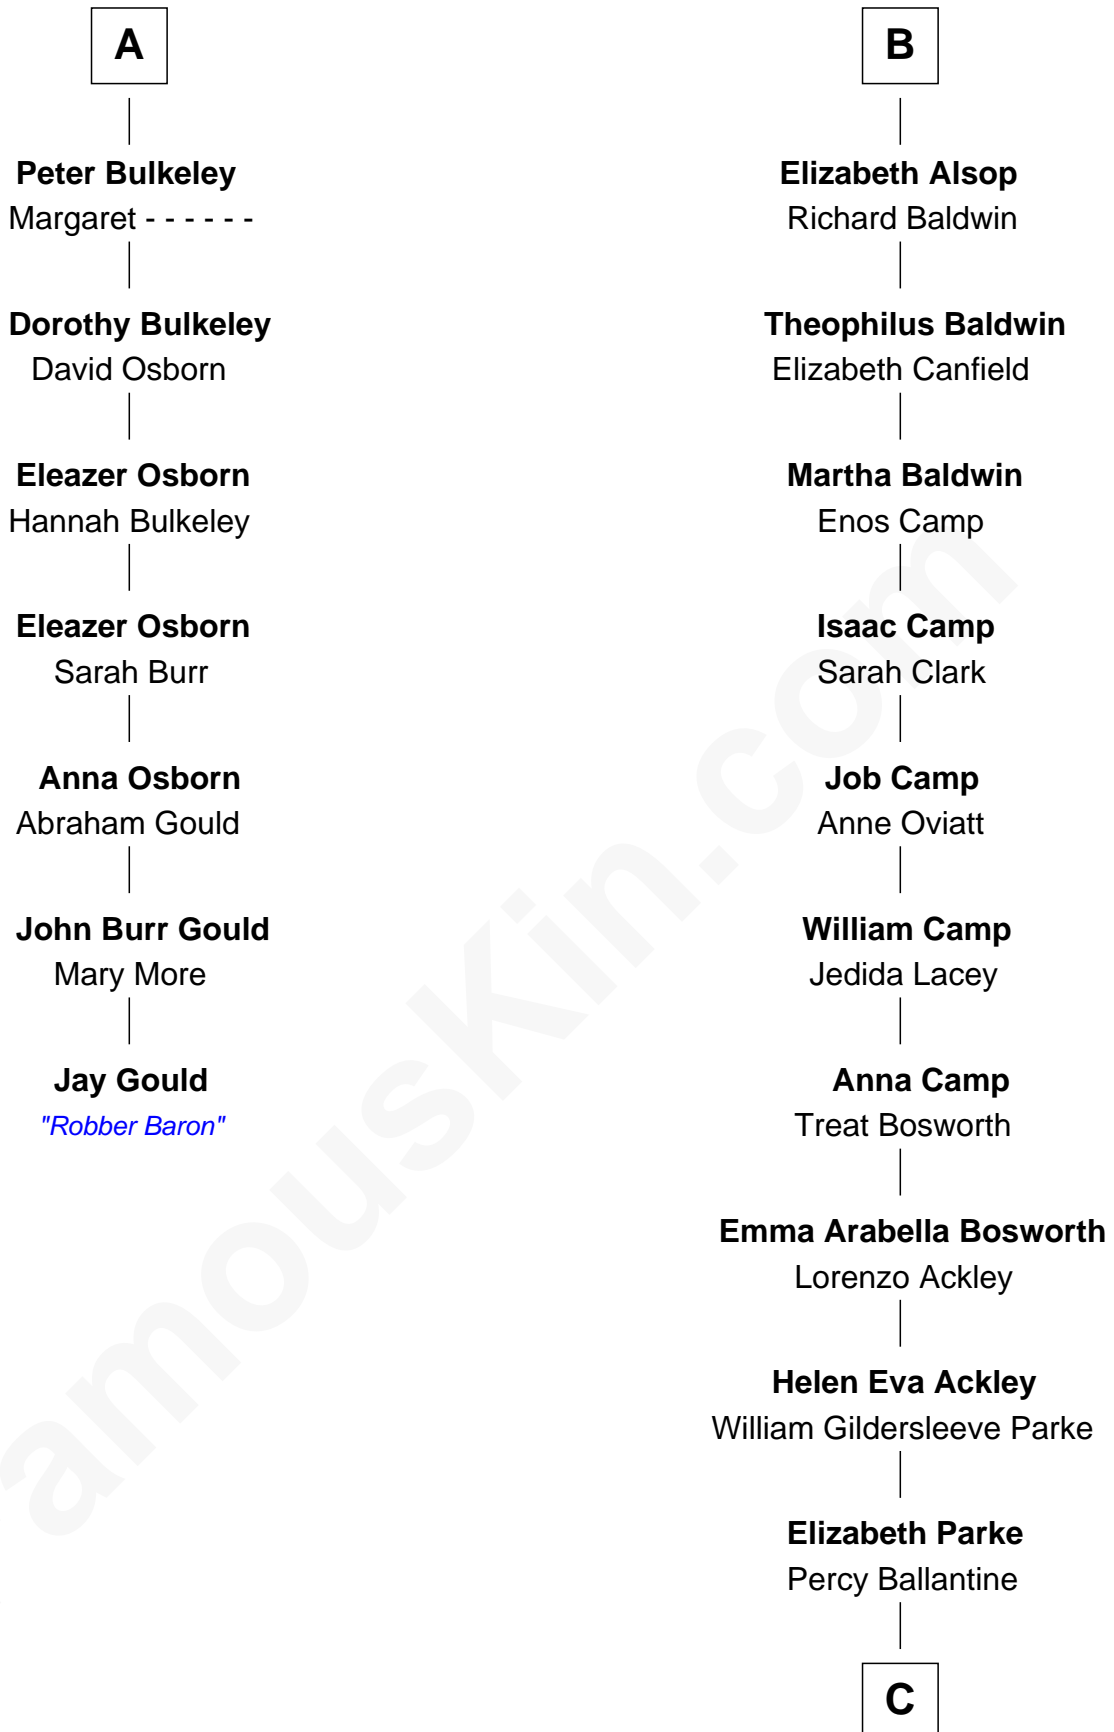 A
Peter Bulkeley
Margaret - - - - - -
Dorothy Bulkeley
David Osborn
Eleazer Osborn
Hannah Bulkeley
Eleazer Osborn
Sarah Burr
Anna Osborn
Abraham Gould
John Burr Gould
Mary More
Jay Gould
"Robber Baron"
B
Elizabeth Alsop
Richard Baldwin
Theophilus Baldwin
Elizabeth Canfield
Martha Baldwin
Enos Camp
Isaac Camp
Sarah Clark
Job Camp
Anne Oviatt
William Camp
Jedida Lacey
Anna Camp
Treat Bosworth
Emma Arabella Bosworth
Lorenzo Ackley
Helen Eva Ackley
William Gildersleeve Parke
Elizabeth Parke
Percy Ballantine
C
amousKin.com